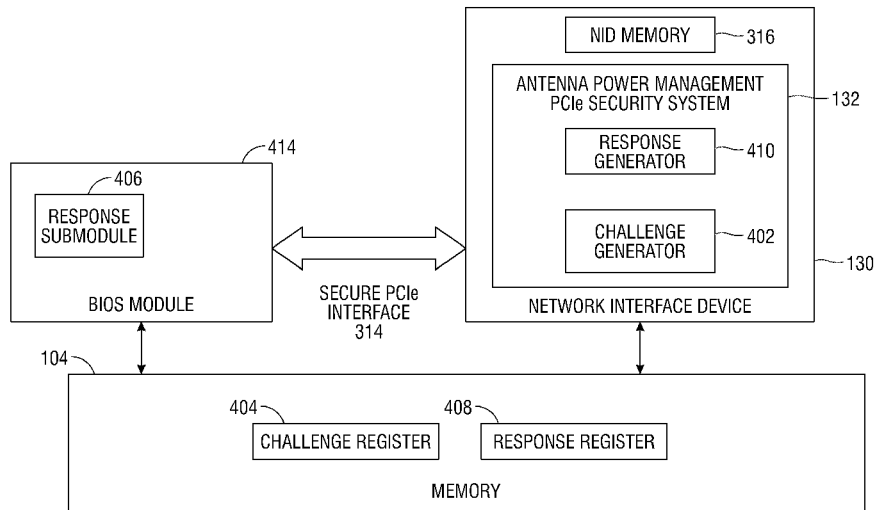 NID MEMORY
316
ANTENNA POWER MANAGEMENT
PCIe SECURITY SYSTEM
132
RESPONSE
GENERATOR
410
CHALLENGE
GENERATOR
402
130
NETWORK INTERFACE DEVICE
414
406
RESPONSE
SUBMODULE
BIOS MODULE
SECURE PCIe
INTERFACE
314
104
404
CHALLENGE REGISTER
408
RESPONSE REGISTER
MEMORY